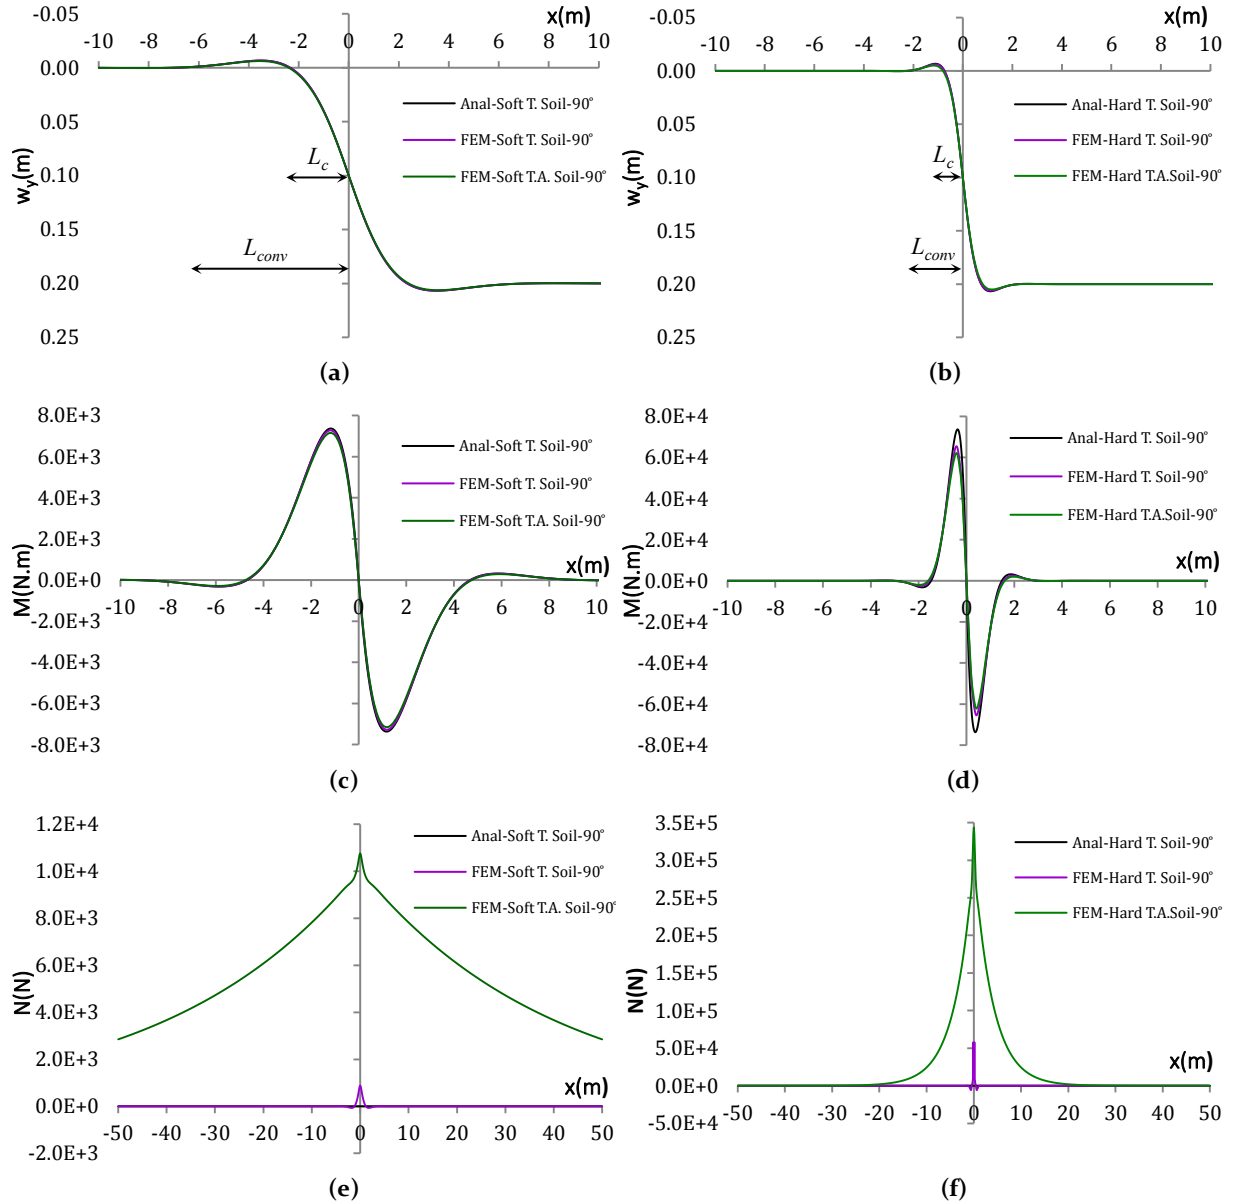 -0.05
x(m)
-10 -8 -6 -4 -2 0 2 4 6 8 10
0.00
0.05
0.10
0.15
0.20
0.25
w_y(m)
Anal-Soft T. Soil-90°
FEM-Soft T. Soil-90°
FEM-Soft T.A. Soil-90°
L_c
L_conv
(a)
-0.05
x(m)
-10 -8 -6 -4 -2 0 2 4 6 8 10
0.00
0.05
0.10
0.15
0.20
0.25
w_y(m)
Anal-Hard T. Soil-90°
FEM-Hard T. Soil-90°
FEM-Hard T.A.Soil-90°
L_c
L_conv
(b)
8.0E+3
6.0E+3
4.0E+3
2.0E+3
0.0E+0
-2.0E+3
-4.0E+3
-6.0E+3
-8.0E+3
M(N.m)
Anal-Soft T. Soil-90°
FEM-Soft T. Soil-90°
FEM-Soft T.A. Soil-90°
x(m)
-10 -8 -6 -4 -2 0 2 4 6 8 10
(c)
8.0E+4
6.0E+4
4.0E+4
2.0E+4
0.0E+0
-2.0E+4
-4.0E+4
-6.0E+4
-8.0E+4
M(N.m)
Anal-Hard T. Soil-90°
FEM-Hard T. Soil-90°
FEM-Hard T.A.Soil-90°
x(m)
-10 -8 -6 -4 -2 0 2 4 6 8 10
(d)
1.2E+4
1.0E+4
8.0E+3
6.0E+3
4.0E+3
2.0E+3
0.0E+0
-2.0E+3
N(N)
Anal-Soft T. Soil-90°
FEM-Soft T. Soil-90°
FEM-Soft T.A. Soil-90°
x(m)
-50 -40 -30 -20 -10 0 10 20 30 40 50
(e)
3.5E+5
3.0E+5
2.5E+5
2.0E+5
1.5E+5
1.0E+5
5.0E+4
0.0E+0
-5.0E+4
N(N)
Anal-Hard T. Soil-90°
FEM-Hard T. Soil-90°
FEM-Hard T.A.Soil-90°
x(m)
-50 -40 -30 -20 -10 0 10 20 30 40 50
(f)